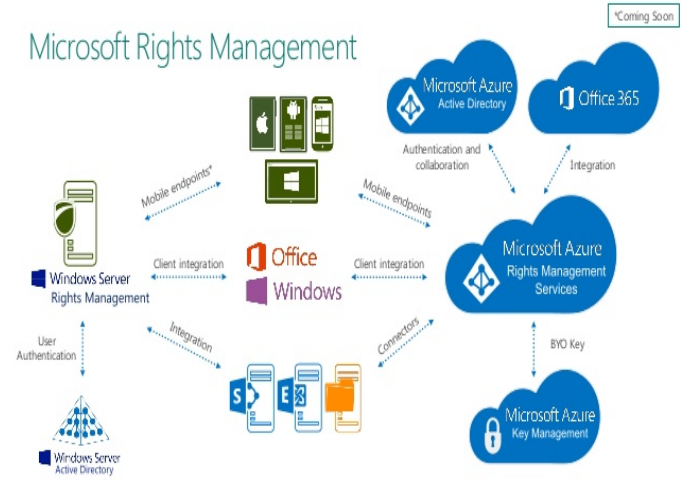 *Coming Soon
Microsoft Rights Management
Microsoft Azure
Active Directory
Office 365
Authentication and
collaboration
Integration
Mobile endpoints*
Mobile endpoints
Microsoft Azure
Rights Management
Services
Windows Server
Rights Management
Client integration
Office
Windows
Client integration
User
Authentication
Integration
Connectors
BYO Key
S
E
Microsoft Azure
Key Management
Windows Server
Active Directory